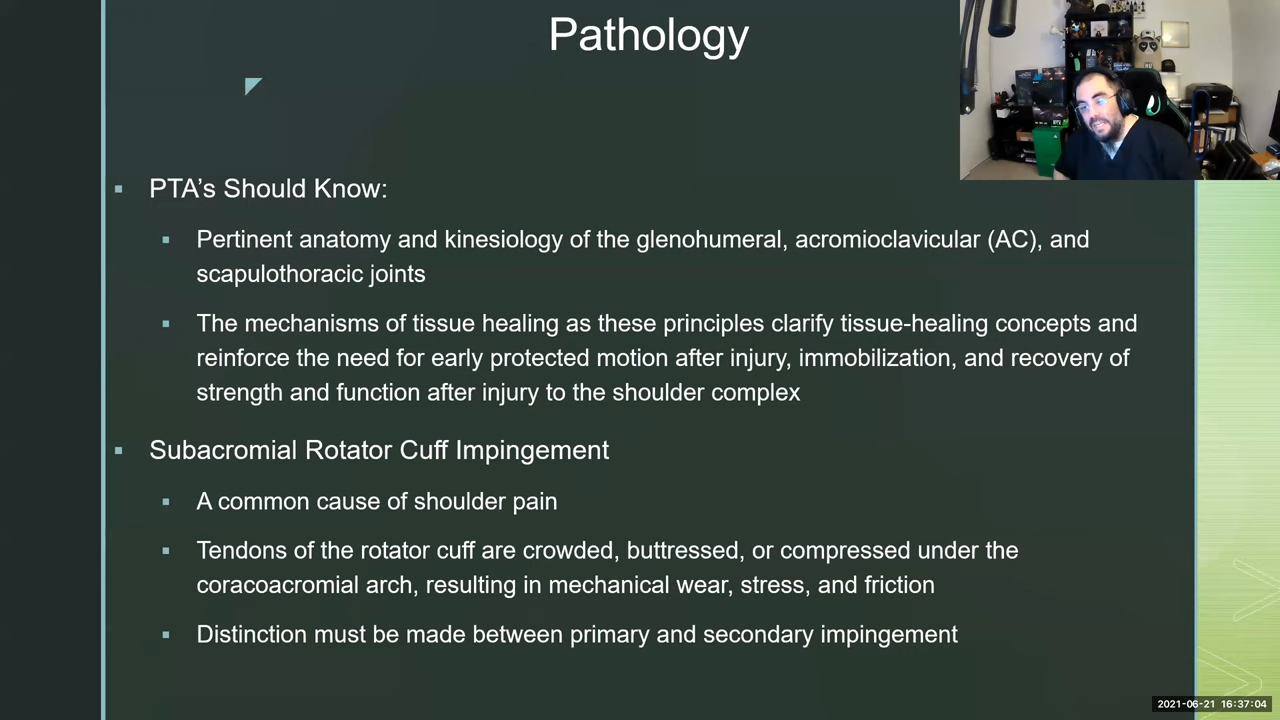 Pathology
PTA’s Should Know:
Pertinent anatomy and kinesiology of the glenohumeral, acromioclavicular (AC), and
scapulothoracic joints
The mechanisms of tissue healing as these principles clarify tissue-healing concepts and
reinforce the need for early protected motion after injury, immobilization, and recovery of
strength and function after injury to the shoulder complex
Subacromial Rotator Cuff Impingement
A common cause of shoulder pain
Tendons of the rotator cuff are crowded, buttressed, or compressed under the
coracoacromial arch, resulting in mechanical wear, stress, and friction
Distinction must be made between primary and secondary impingement
2021-06-21 16:37:04